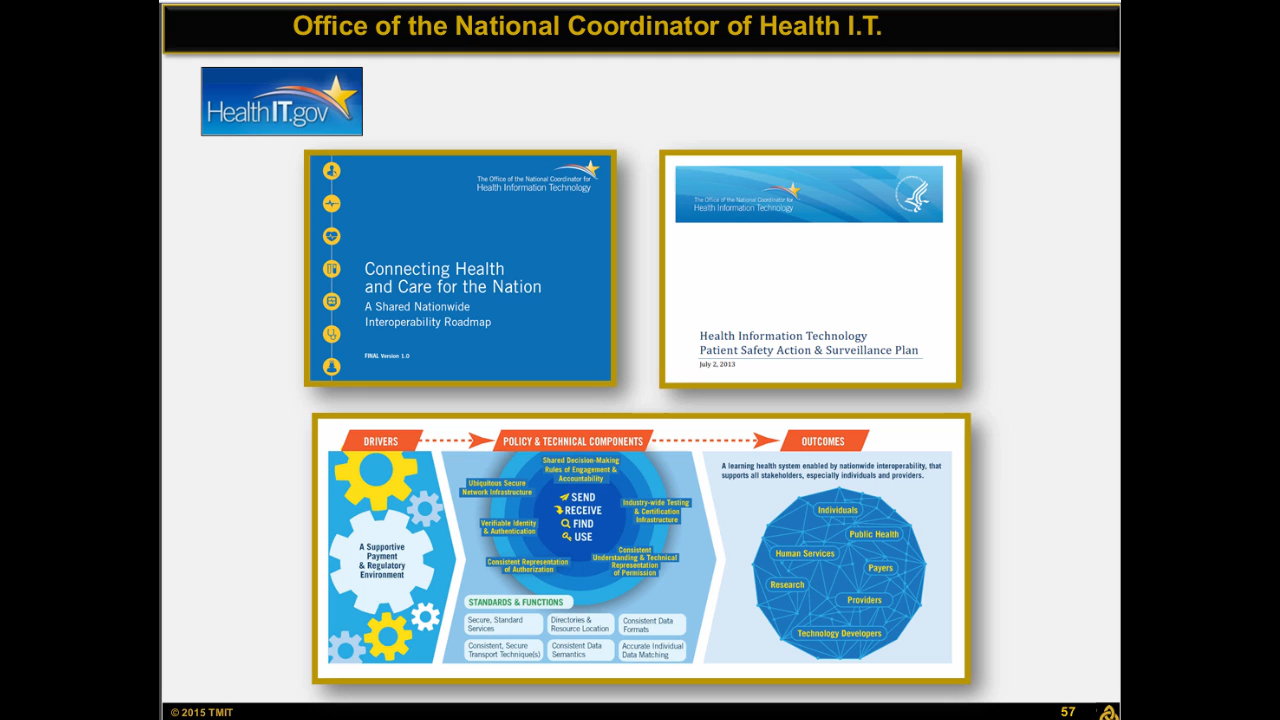 Office of the National Coordinator of Health I.T.
HealthIT.gov
The Office of the National Coordinator for
Health Information Technology
Connecting Health
and Care for the Nation
A Shared Nationwide
Interoperability Roadmap
FINAL Version 1.0
The Office of the National Coordinator for
Health Information Technology
Health Information Technology
Patient Safety Action & Surveillance Plan
July 2, 2013
DRIVERS
POLICY & TECHNICAL COMPONENTS
OUTCOMES
A Supportive
Payment
& Regulatory
Environment
Shared Decision-Making
Rules of Engagement &
Accountability
Ubiquitous Secure
Network Infrastructure
SEND
RECEIVE
FIND
USE
Industry-wide Testing
& Certification
Infrastructure
Verifiable Identity
& Authentication
Consistent Representation
of Authorization
Consistent
Understanding & Technical
Representation
of Permission
STANDARDS & FUNCTIONS
Secure, Standard
Services
Directories &
Resource Location
Consistent Data
Formats
Consistent, Secure
Transport Technique(s)
Consistent Data
Semantics
Accurate Individual
Data Matching
A learning health system enabled by nationwide interoperability, that
supports all stakeholders, especially individuals and providers.
Individuals
Public Health
Human Services
Payers
Research
Providers
Technology Developers
© 2015 TMIT
57